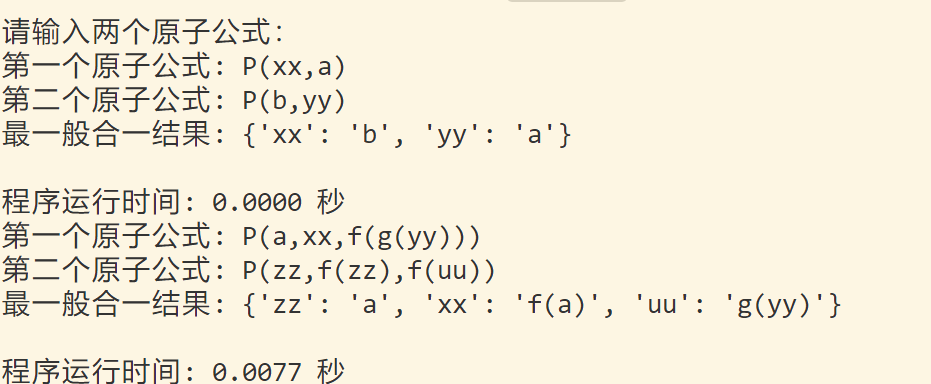 请输入两个原子公式:
第一个原子公式: P(xx,a)
第二个原子公式: P(b,yy)
最一般合一结果: {'xx': 'b', 'yy': 'a'}
程序运行时间: 0.0000 秒
第一个原子公式: P(a,xx,f(g(yy)))
第二个原子公式: P(zz,f(zz),f(uu))
最一般合一结果: {'zz': 'a', 'xx': 'f(a)', 'uu': 'g(yy)'}
程序运行时间: 0.0077 秒